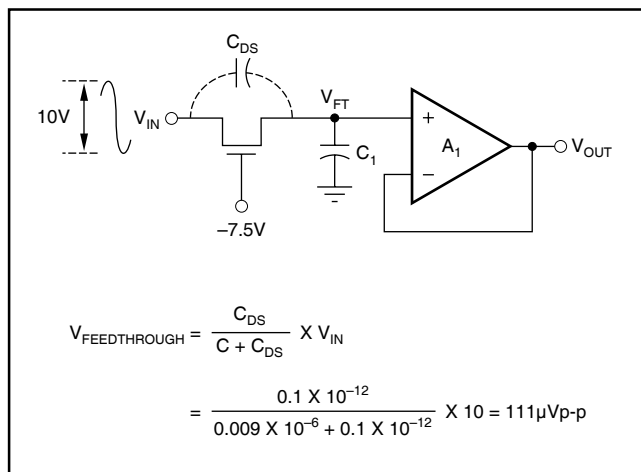 C_DS
10V
V_IN
V_FT
+
A_1
C_1
–
V_OUT
–7.5V
V_FEEDTHROUGH = C_DS / (C + C_DS) X V_IN
= 0.1 X 10^–12 / (0.009 X 10^–6 + 0.1 X 10^–12) X 10 = 111µVp-p